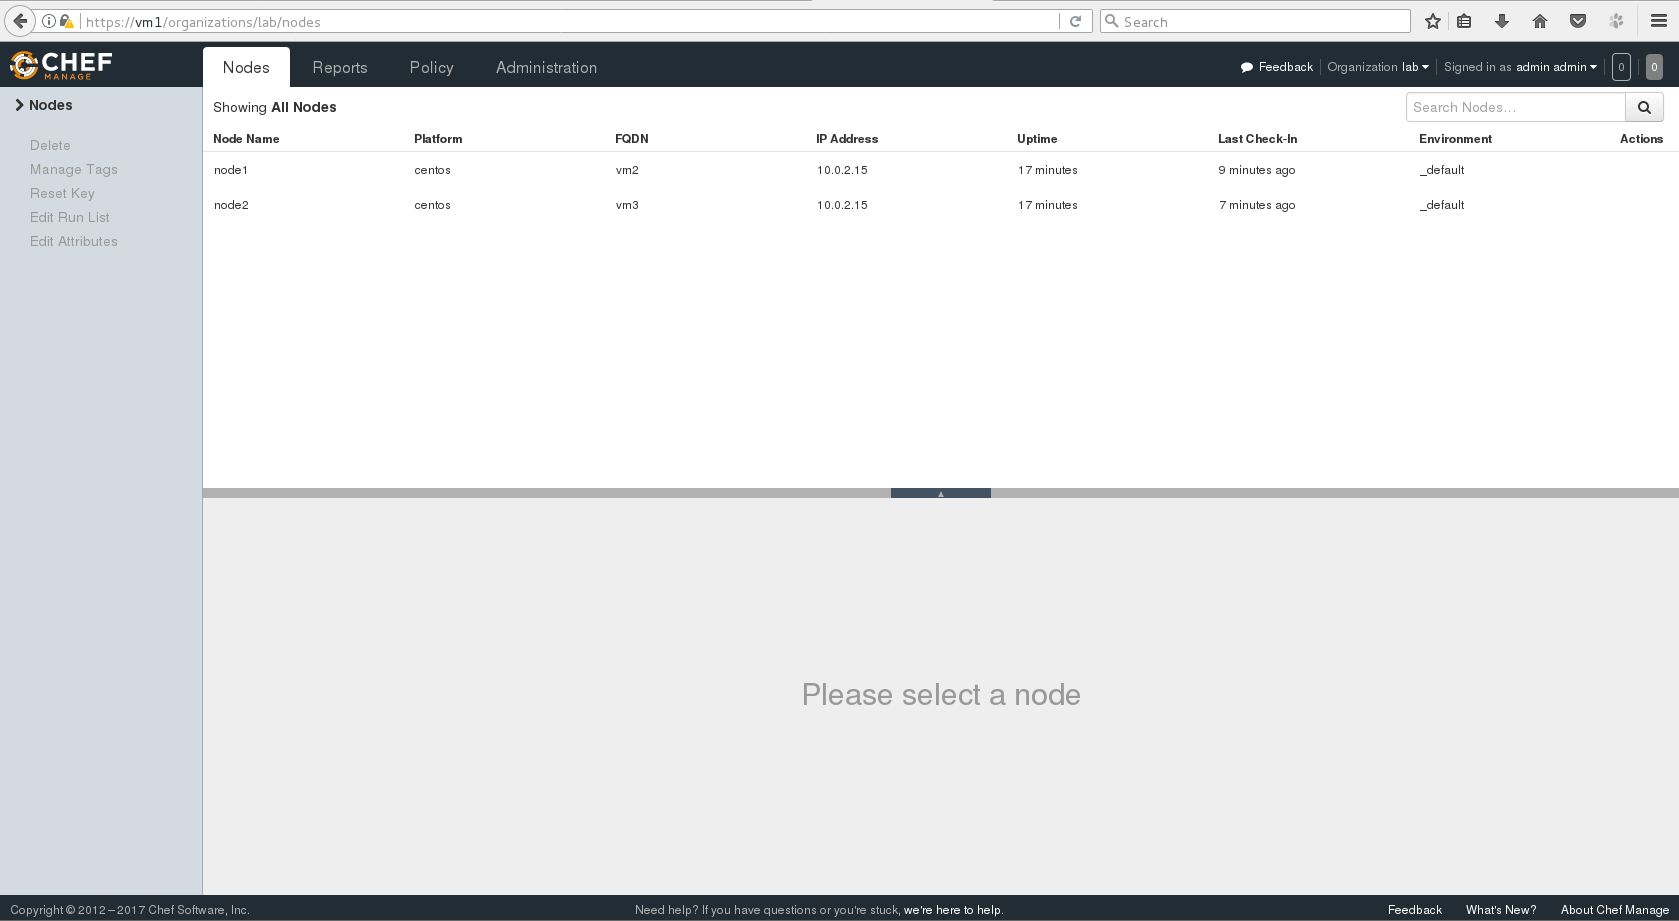 https://vm1/organizations/lab/nodes
Search
CHEF
MANAGE
Nodes Reports Policy Administration
Feedback Organization lab Signed in as admin admin 0 0
Nodes
Delete
Manage Tags
Reset Key
Edit Run List
Edit Attributes
Showing All Nodes
Search Nodes...
Node Name Platform FQDN IP Address Uptime Last Check-In Environment Actions
node1 centos vm2 10.0.2.15 17 minutes 9 minutes ago _default
node2 centos vm3 10.0.2.15 17 minutes 7 minutes ago _default
Please select a node
Copyright © 2012–2017 Chef Software, Inc.
Need help? If you have questions or you're stuck, we're here to help.
Feedback What's New? About Chef Manage